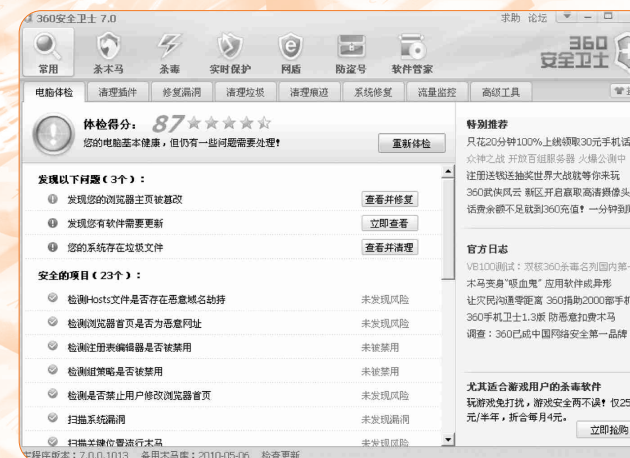 360安全卫士 7.0
求助 论坛
常用 杀木马 杀毒 实时保护 网盾 防盗号 软件管家
360
安全卫士
电脑体检 清理插件 修复漏洞 清理垃圾 清理痕迹 系统修复 流量监控 高级工具
体检得分： 87
您的电脑基本健康，但仍有一些问题需要处理！
重新体检
发现以下问题（3个）：
发现您的浏览器主页被篡改 查看并修复
发现您有软件需要更新 立即查看
您的系统存在垃圾文件 查看并清理
安全的项目（23个）：
检测Hosts文件是否存在恶意域名劫持 未发现风险
检测浏览器首页是否为恶意网址 未发现风险
检测注册表编辑器是否被禁用 未被禁用
检测组策略是否被禁用 未被禁用
检测是否禁止用户修改浏览器首页 未发现风险
扫描系统漏洞 未发现漏洞
扫描关键位置流行木马 未发现风险
特别推荐
只花20分钟100%上线领取30元手机话
众神之战 开放百组服务器 火爆公测中
注册送钱送抽奖世界大战就等你来玩
360武侠风云 新区开启赢取高清摄像头
话费余额不足就到360充值！一分钟到
官方日志
VB100测试：双核360杀毒名列国内第一
木马变身"吸血鬼" 应用软件成异形
让灾民沟通零距离 360捐助2000部手机
360手机卫士1.3版 防恶意扣费木马
调查：360已成中国网络安全第一品牌
尤其适合游戏用户的杀毒软件
玩游戏免打扰，游戏安全两不误！仅25
元/半年，折合每月4元。
立即抢购
主程序版本：7.0.0.1013 备用木马库：2010-05-06 检查更新